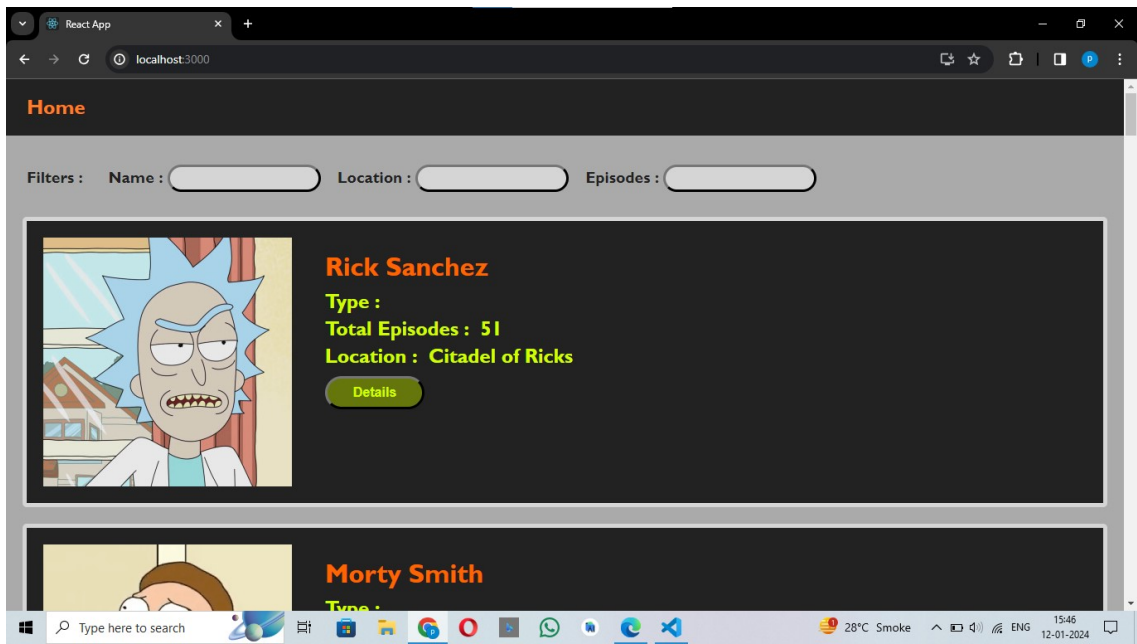 React App
localhost:3000
P
Home
Filters : Name : Location : Episodes :
Rick Sanchez
Type :
Total Episodes : 51
Location : Citadel of Ricks
Details
Morty Smith
Type :
Type here to search
28°C Smoke ENG 15:46
12-01-2024